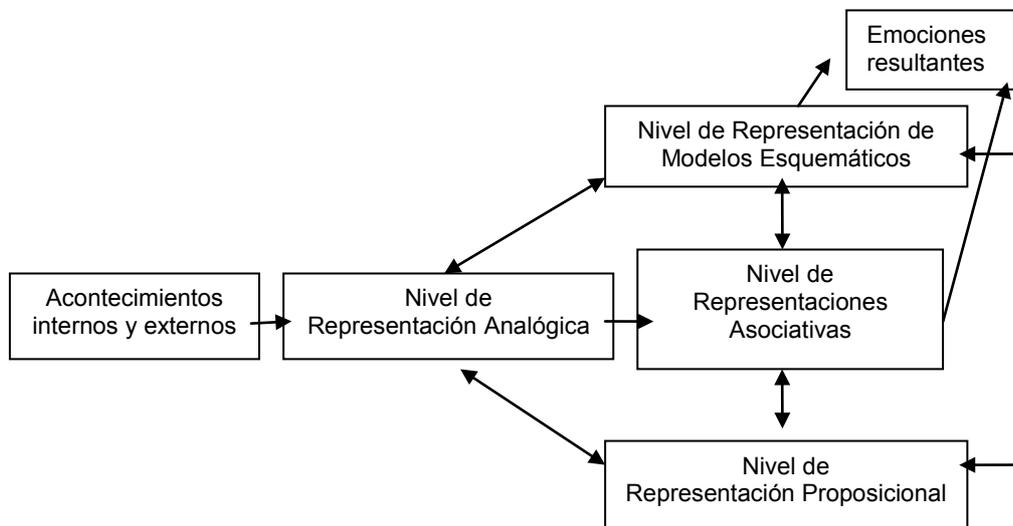 Emociones
resultantes
Nivel de Representación de
Modelos Esquemáticos
Acontecimientos
internos y externos
Nivel de
Representación Analógica
Nivel de
Representaciones
Asociativas
Nivel de
Representación Proposicional